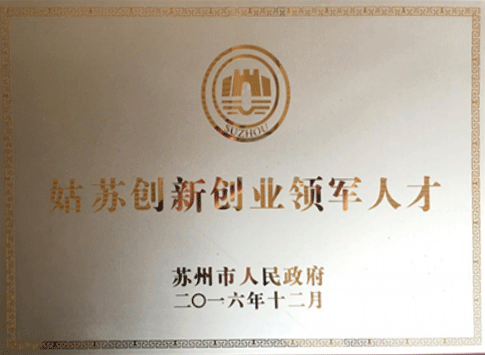 SUZHOU
姑苏创新创业领军人才
苏州市人民政府
二〇一六年十二月